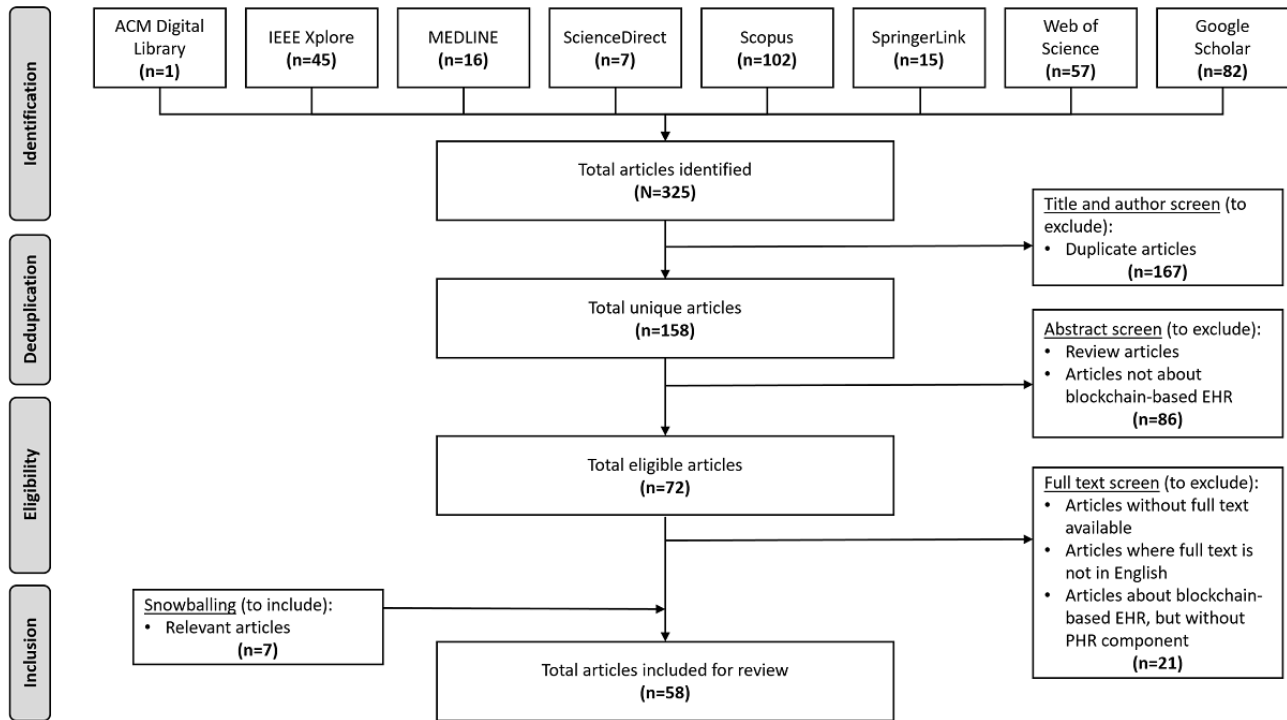 ACM Digital
Library
(n=1)
IEEE Xplore
(n=45)
MEDLINE
(n=16)
ScienceDirect
(n=7)
Scopus
(n=102)
SpringerLink
(n=15)
Web of
Science
(n=57)
Google
Scholar
(n=82)
Identification
Total articles identified
(N=325)
Title and author screen (to
exclude):
• Duplicate articles
(n=167)
Deduplication
Total unique articles
(n=158)
Abstract screen (to exclude):
• Review articles
• Articles not about
blockchain-based EHR
(n=86)
Eligibility
Total eligible articles
(n=72)
Full text screen (to exclude):
• Articles without full text
available
• Articles where full text is
not in English
• Articles about blockchain-
based EHR, but without
PHR component
(n=21)
Inclusion
Snowballing (to include):
• Relevant articles
(n=7)
Total articles included for review
(n=58)